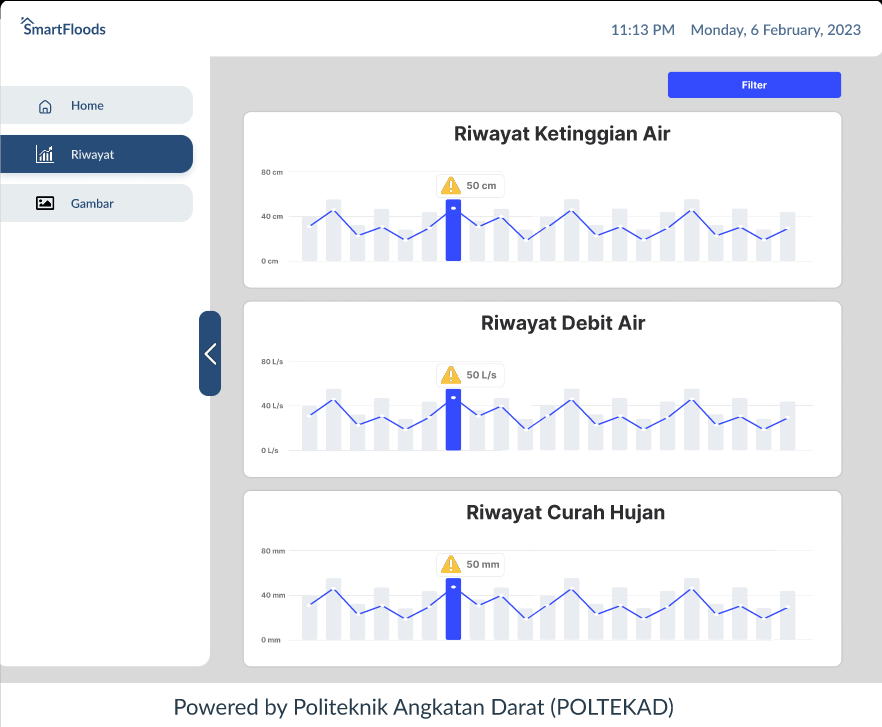 SmartFloods
11:13 PM Monday, 6 February, 2023
Home
Riwayat
Gambar
Filter
Riwayat Ketinggian Air
80 cm
50 cm
40 cm
0 cm
Riwayat Debit Air
80 L/s
50 L/s
40 L/s
0 L/s
Riwayat Curah Hujan
80 mm
50 mm
40 mm
0 mm
Powered by Politeknik Angkatan Darat (POLTEKAD)